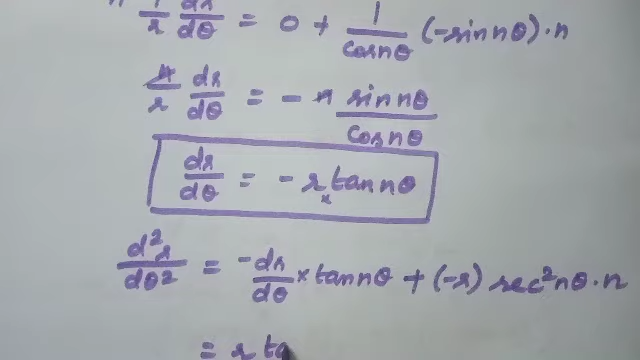 n 1/r dr/dθ = 0 + 1/cosnθ (-sinnθ).n
n/r dr/dθ = - n sinnθ/cosnθ
dr/dθ = - r × tannθ
d²r/dθ² = -dr/dθ × tannθ + (-r) sec²nθ.n
= r ta